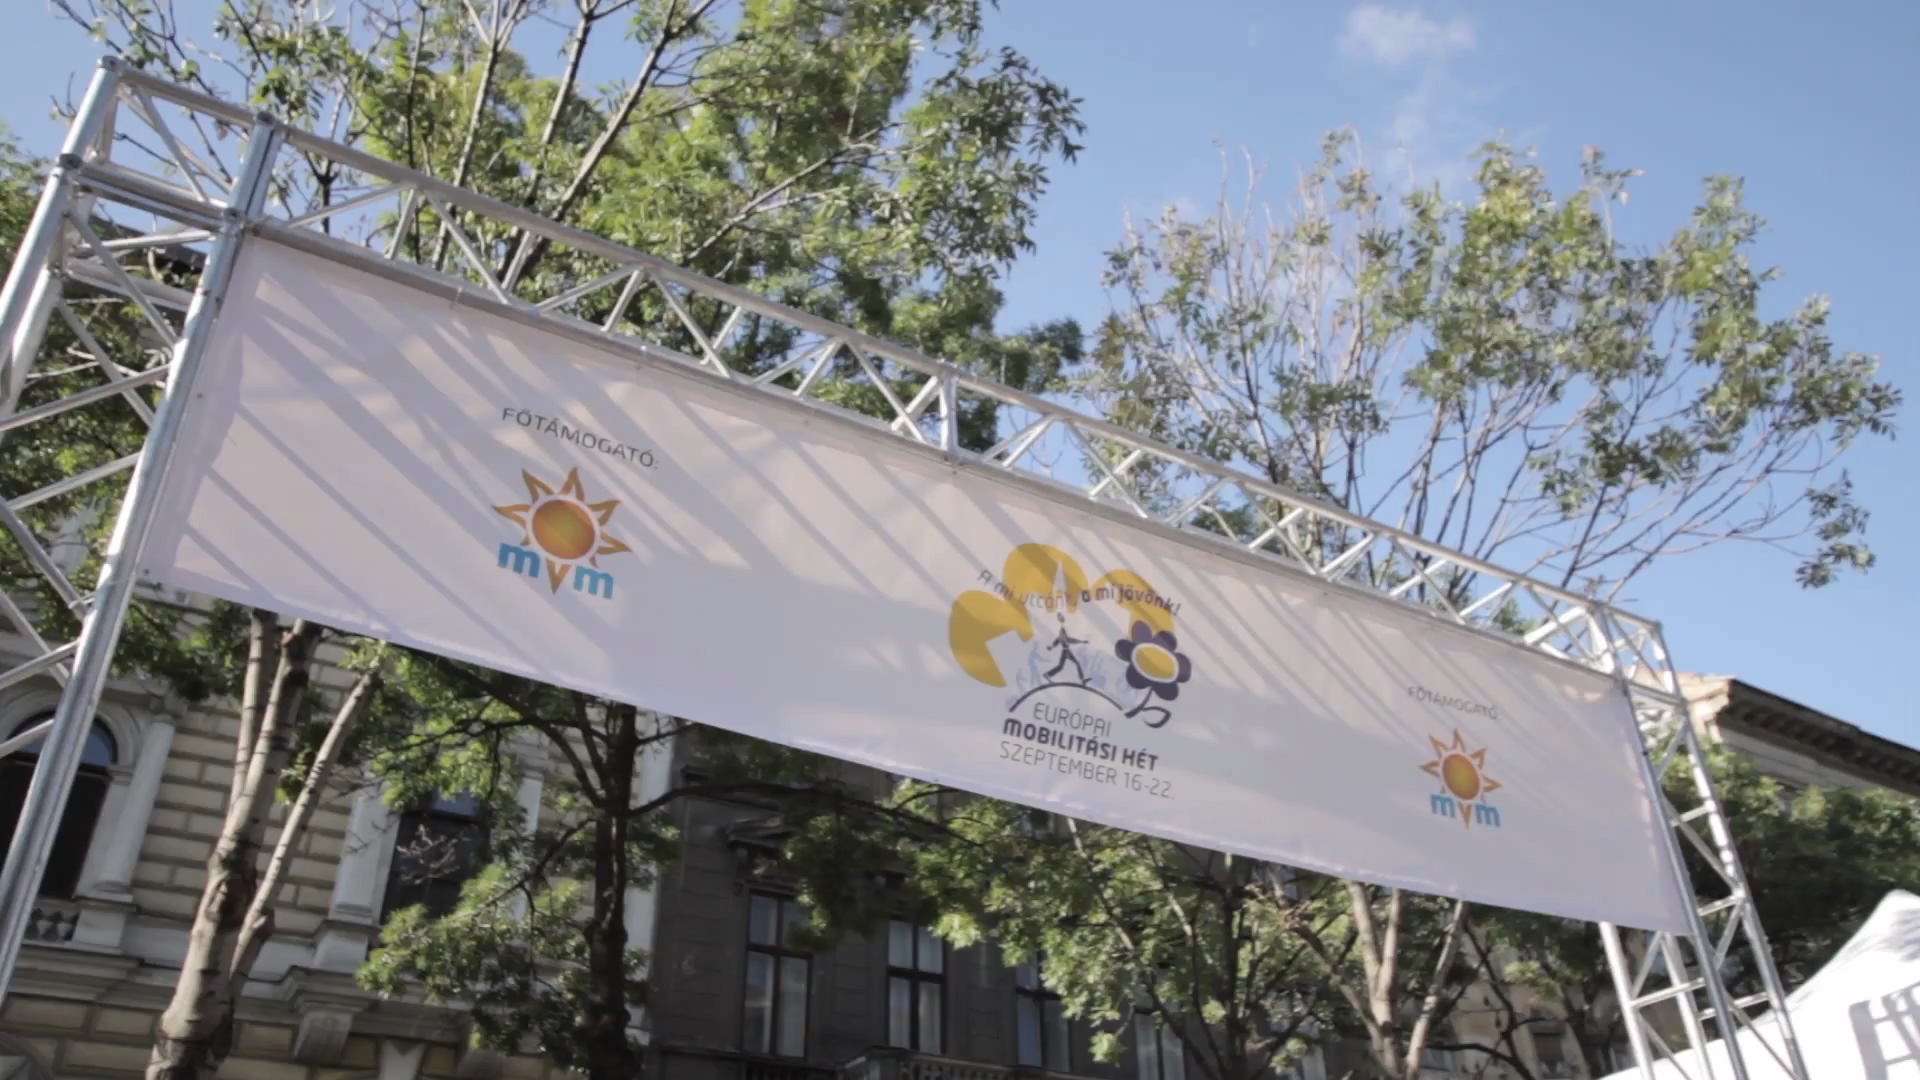 FŐTÁMOGATÓ:
mvm
A mi utcánk, a mi jövőnk!
EURÓPAI
MOBILITÁSI HÉT
SZEPTEMBER 16-22.
FŐTÁMOGATÓ
mvm